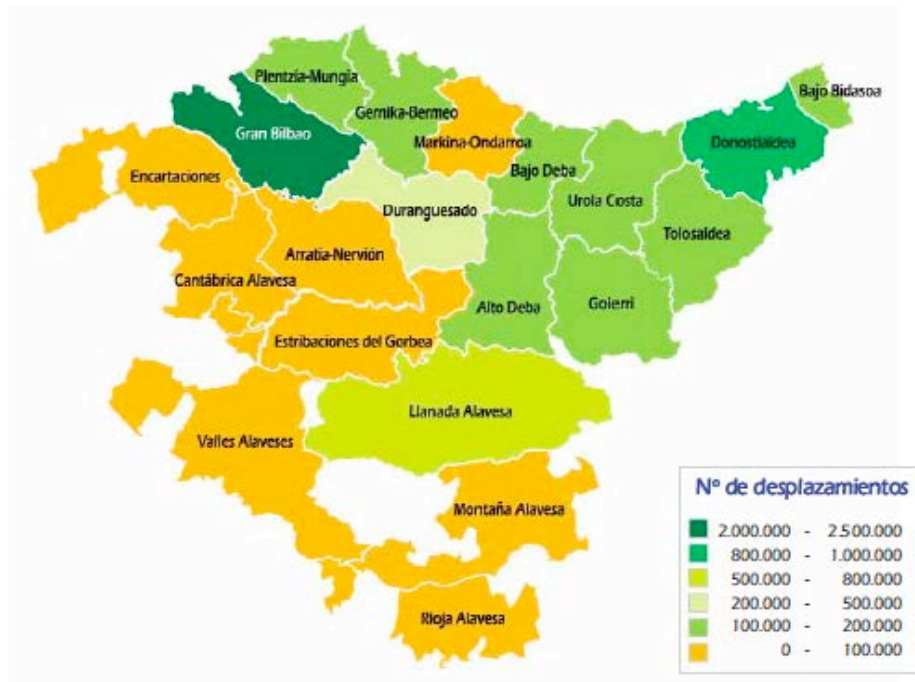 Plentzia-Mungia
Bajo Bidasoa
Gernika-Bermeo
Gran Bilbao
Markina-Ondarroa
Donostialdea
Encartaciones
Bajo Deba
Urola Costa
Duranguesado
Tolosaldea
Arratia-Nervión
Cantábrica Alavesa
Alto Deba
Goierri
Estribaciones del Gorbea
Llanada Alavesa
Valles Alaveses
Montaña Alavesa
Rioja Alavesa
Nº de desplazamientos
2.000.000 - 2.500.000
800.000 - 1.000.000
500.000 - 800.000
200.000 - 500.000
100.000 - 200.000
0 - 100.000